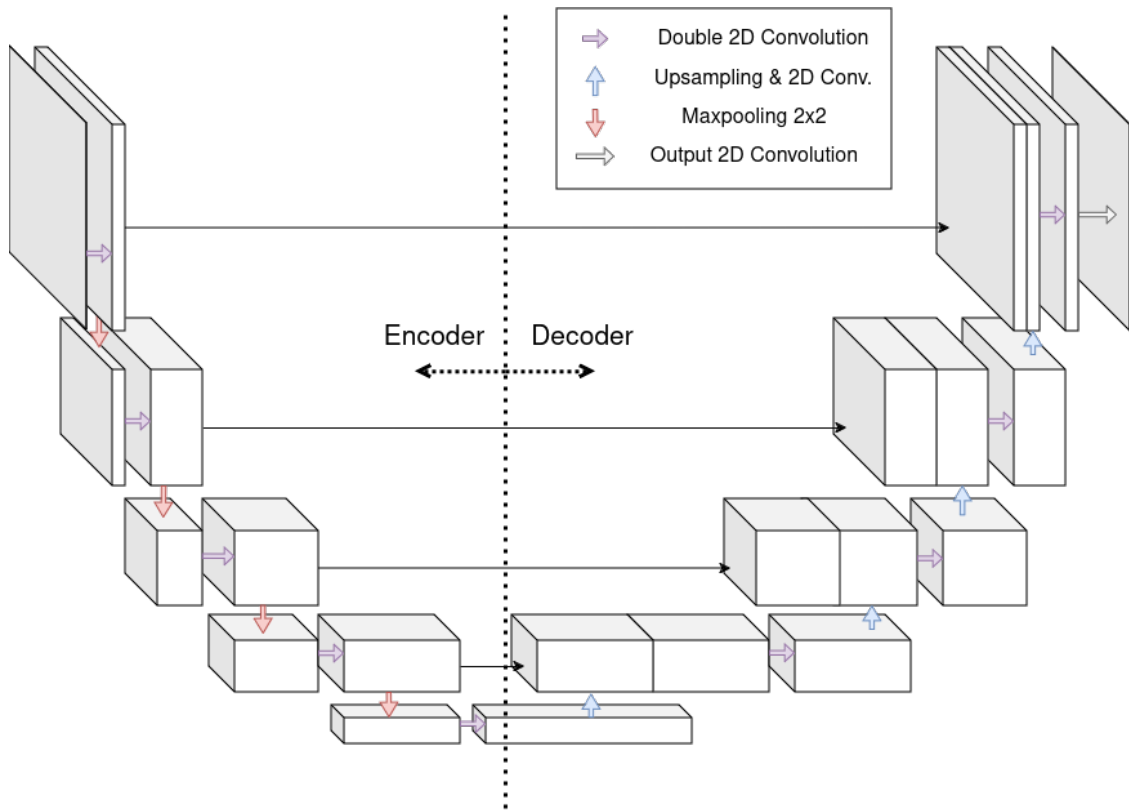 Double 2D Convolution
Upsampling & 2D Conv.
Maxpooling 2x2
Output 2D Convolution
Encoder
Decoder